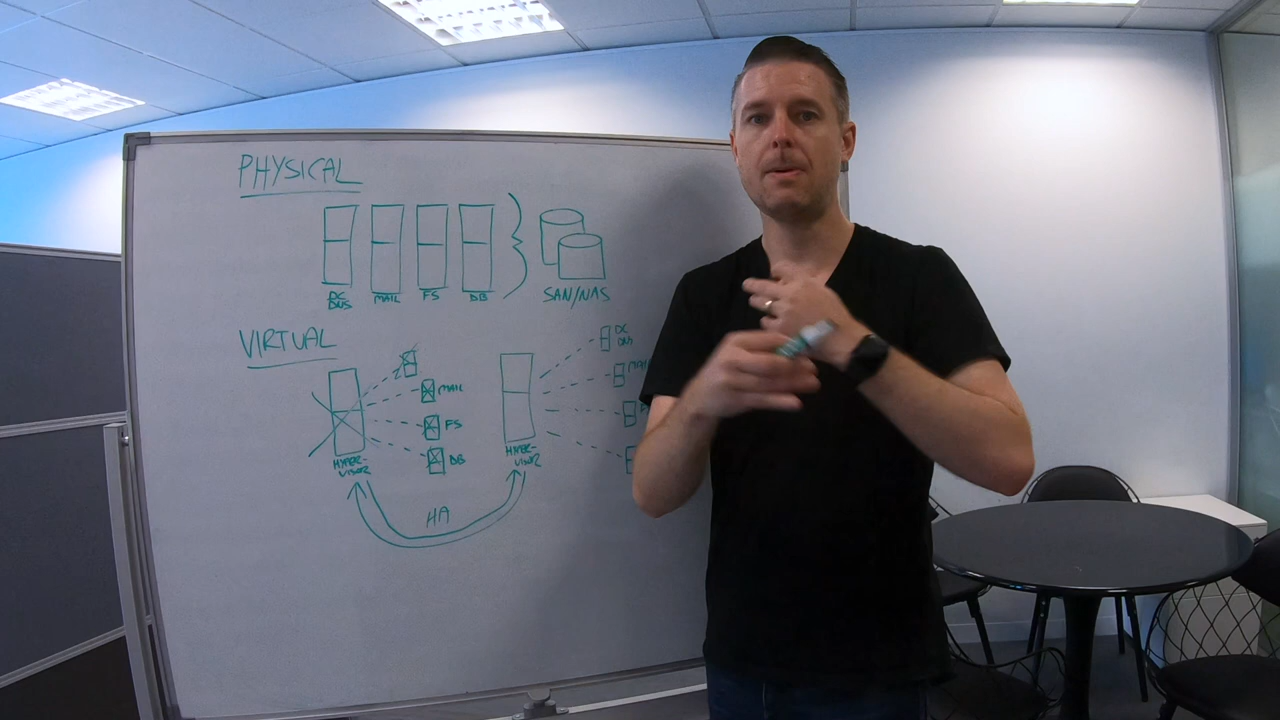 PHYSICAL
DC
DNS
MAIL
FS
DB
SAN/NAS
VIRTUAL
MAIL
FS
DB
HYPER-
VISOR
HYPER-
VISOR
DC
DNS
MAIL
HA